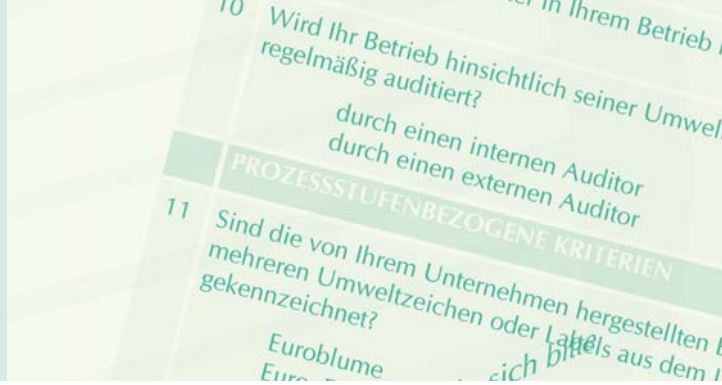 in Ihrem Betrieb
10 Wird Ihr Betrieb hinsichtlich seiner
regelmäßig auditiert?
durch einen internen Auditor
durch einen externen Auditor
PROZESSSTUFENBEZOGENE KRITERIEN
11 Sind die von Ihrem Unternehmen hergestellten
mehreren Umweltzeichen oder Labels aus dem
gekennzeichnet?
Euroblume
sich